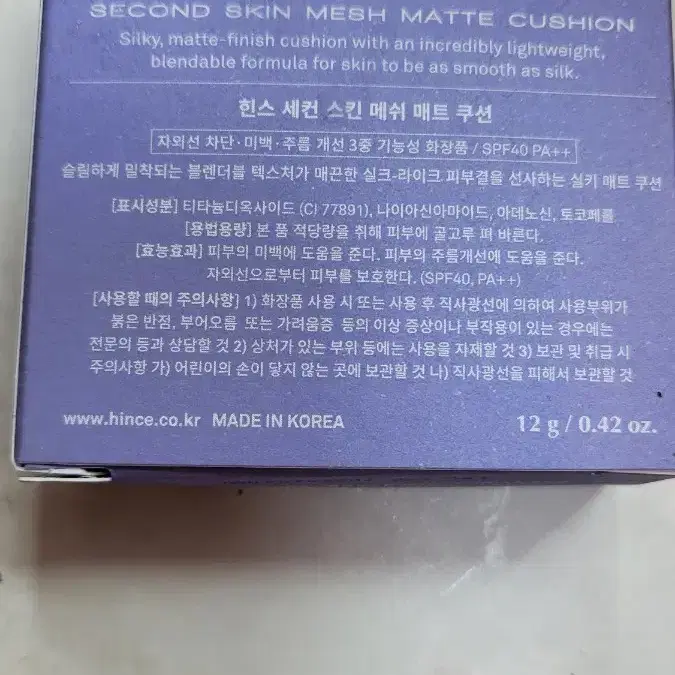 SECOND SKIN MESH MATTE CUSHION
Silky, matte-finish cushion with an incredibly lightweight,
blendable formula for skin to be as smooth as silk.
힌스 세컨 스킨 메쉬 매트 쿠션
자외선 차단·미백·주름 개선 3중 기능성 화장품 / SPF40 PA++
슬림하게 밀착되는 블렌더블 텍스처가 매끈한 실크-라이크 피부결을 선사하는 실키 매트 쿠션
[표시성분] 티타늄디옥사이드 (CI 77891), 나이아신아마이드, 아데노신, 토코페롤
[용법용량] 본 품 적당량을 취해 피부에 골고루 펴 바른다.
[효능효과] 피부의 미백에 도움을 준다. 피부의 주름개선에 도움을 준다.
자외선으로부터 피부를 보호한다. (SPF40, PA++)
[사용할 때의 주의사항] 1) 화장품 사용 시 또는 사용 후 직사광선에 의하여 사용부위가
붉은 반점, 부어오름 또는 가려움증 등의 이상 증상이나 부작용이 있는 경우에는
전문의 등과 상담할 것 2) 상처가 있는 부위 등에는 사용을 자제할 것 3) 보관 및 취급 시
주의사항 가) 어린이의 손이 닿지 않는 곳에 보관할 것 나) 직사광선을 피해서 보관할 것
www.hince.co.kr MADE IN KOREA
12 g / 0.42 oz.